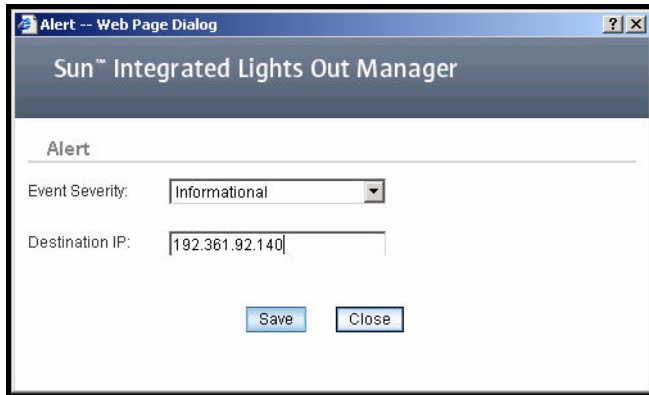 Alert -- Web Page Dialog
Sun™ Integrated Lights Out Manager
Alert
Event Severity: Informational
Destination IP: 192.361.92.140
Save Close